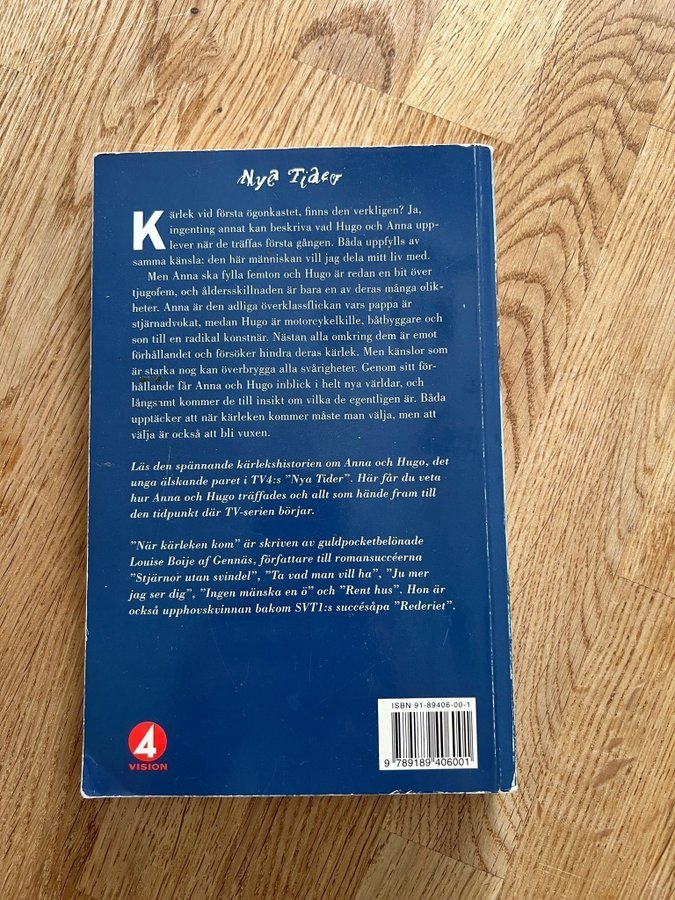 Nya Tider
Kärlek vid första ögonkastet, finns den verkligen? Ja,
ingenting annat kan beskriva vad Hugo och Anna upp-
lever när de träffas första gången. Båda uppfylls av
samma känsla: den här människan vill jag dela mitt liv med.
Men Anna ska fylla femton och Hugo är redan en bit över
tjugofem, och åldersskillnaden är bara en av deras många olik-
heter. Anna är den adliga överklassflickan vars pappa är
stjärnadvokat, medan Hugo är motorcykelkille, båtbyggare och
son till en radikal konstnär. Nästan alla omkring dem är emot
förhållandet och försöker hindra deras kärlek. Men känslor som
är starka nog kan överbrygga alla svårigheter. Genom sitt för-
hållande får Anna och Hugo inblick i helt nya världar, och
långsamt kommer de till insikt om vilka de egentligen är. Båda
upptäcker att när kärleken kommer måste man välja, men att
välja är också att bli vuxen.
Läs den spännande kärlekshistorien om Anna och Hugo, det
unga älskande paret i TV4:s ”Nya Tider”. Här får du veta
hur Anna och Hugo träffades och allt som hände fram till
den tidpunkt där TV-serien börjar.
”När kärleken kom” är skriven av guldpocketbelönade
Louise Boije af Gennäs, författare till romansuccéerna
”Stjärnor utan svindel”, ”Ta vad man vill ha”, ”Ju mer
jag ser dig”, ”Ingen mänska en ö” och ”Rent hus”. Hon är
också upphovskvinnan bakom SVT1:s succésåpa ”Rederiet”.
ISBN 91-89406-00-1
9 789189 406001
4
VISION